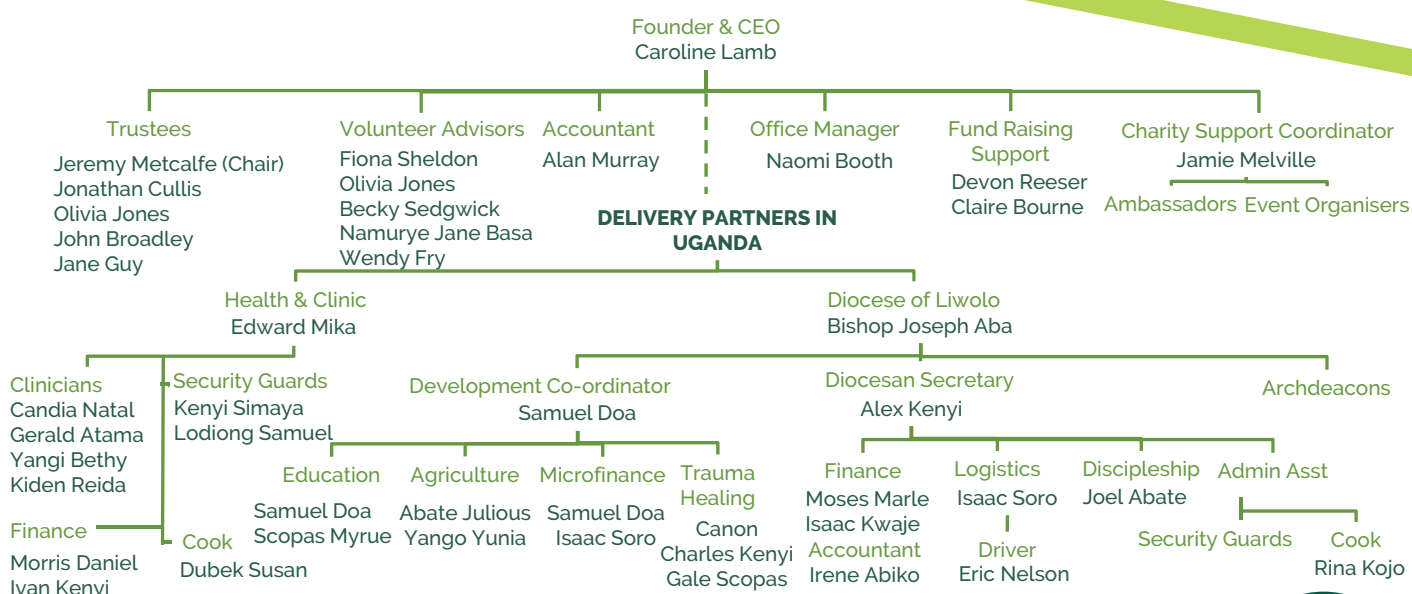 Founder & CEO
Caroline Lamb
Trustees
Jeremy Metcalfe (Chair)
Jonathan Cullis
Olivia Jones
John Broadley
Jane Guy
Volunteer Advisors
Fiona Sheldon
Olivia Jones
Becky Sedgwick
Namurye Jane Basa
Wendy Fry
Accountant
Alan Murray
Office Manager
Naomi Booth
Fund Raising
Support
Devon Reeser
Claire Bourne
Charity Support Coordinator
Jamie Melville
Ambassadors
Event Organisers
DELIVERY PARTNERS IN
UGANDA
Health & Clinic
Edward Mika
Diocese of Liwolo
Bishop Joseph Aba
Clinicians
Candia Natal
Gerald Atama
Yangi Bethy
Kiden Reida
Security Guards
Kenyi Simaya
Lodiong Samuel
Finance
Morris Daniel
Ivan Kenyi
Cook
Dubek Susan
Development Co-ordinator
Samuel Doa
Education
Samuel Doa
Scopas Myrue
Agriculture
Abate Julious
Yango Yunia
Microfinance
Samuel Doa
Isaac Soro
Trauma
Healing
Canon
Charles Kenyi
Gale Scopas
Diocesan Secretary
Alex Kenyi
Finance
Moses Marle
Isaac Kwaje
Accountant
Irene Abiko
Logistics
Isaac Soro
Driver
Eric Nelson
Discipleship
Joel Abate
Admin Asst
Security Guards
Cook
Rina Kojo
Archdeacons